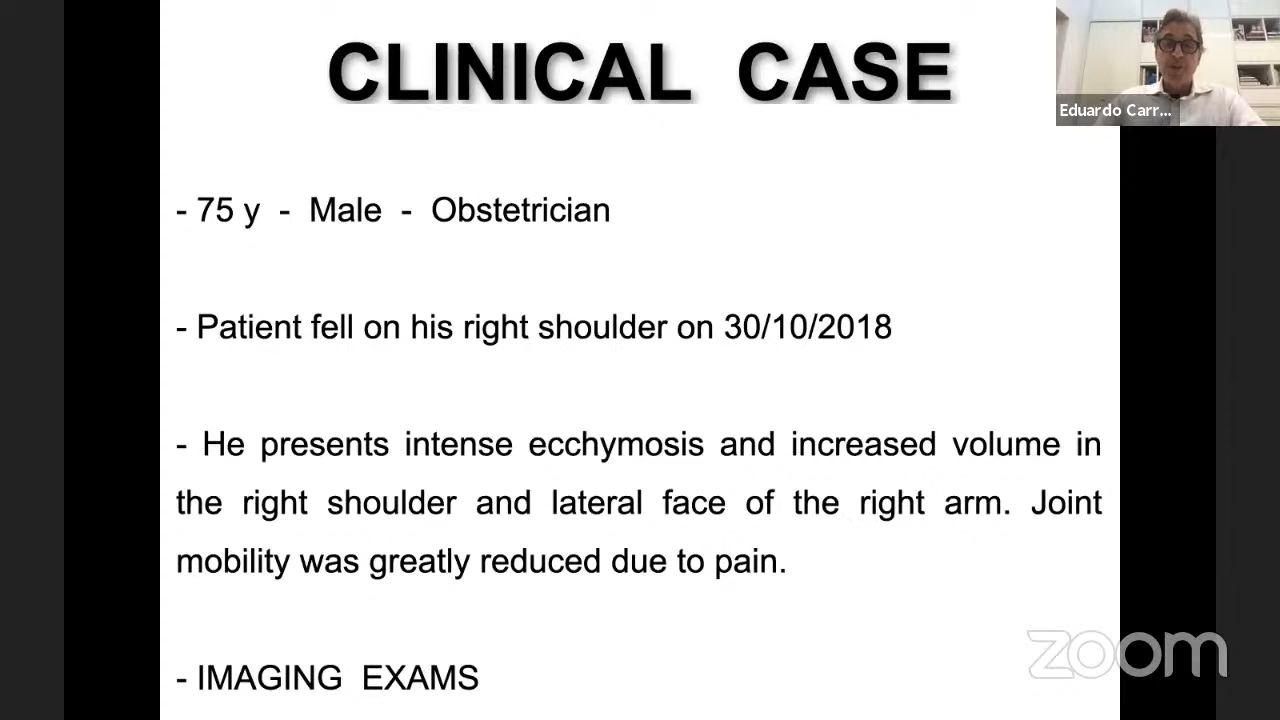 CLINICAL CASE
Eduardo Carr...
- 75 y - Male - Obstetrician
- Patient fell on his right shoulder on 30/10/2018
- He presents intense ecchymosis and increased volume in
the right shoulder and lateral face of the right arm. Joint
mobility was greatly reduced due to pain.
- IMAGING EXAMS
zoom